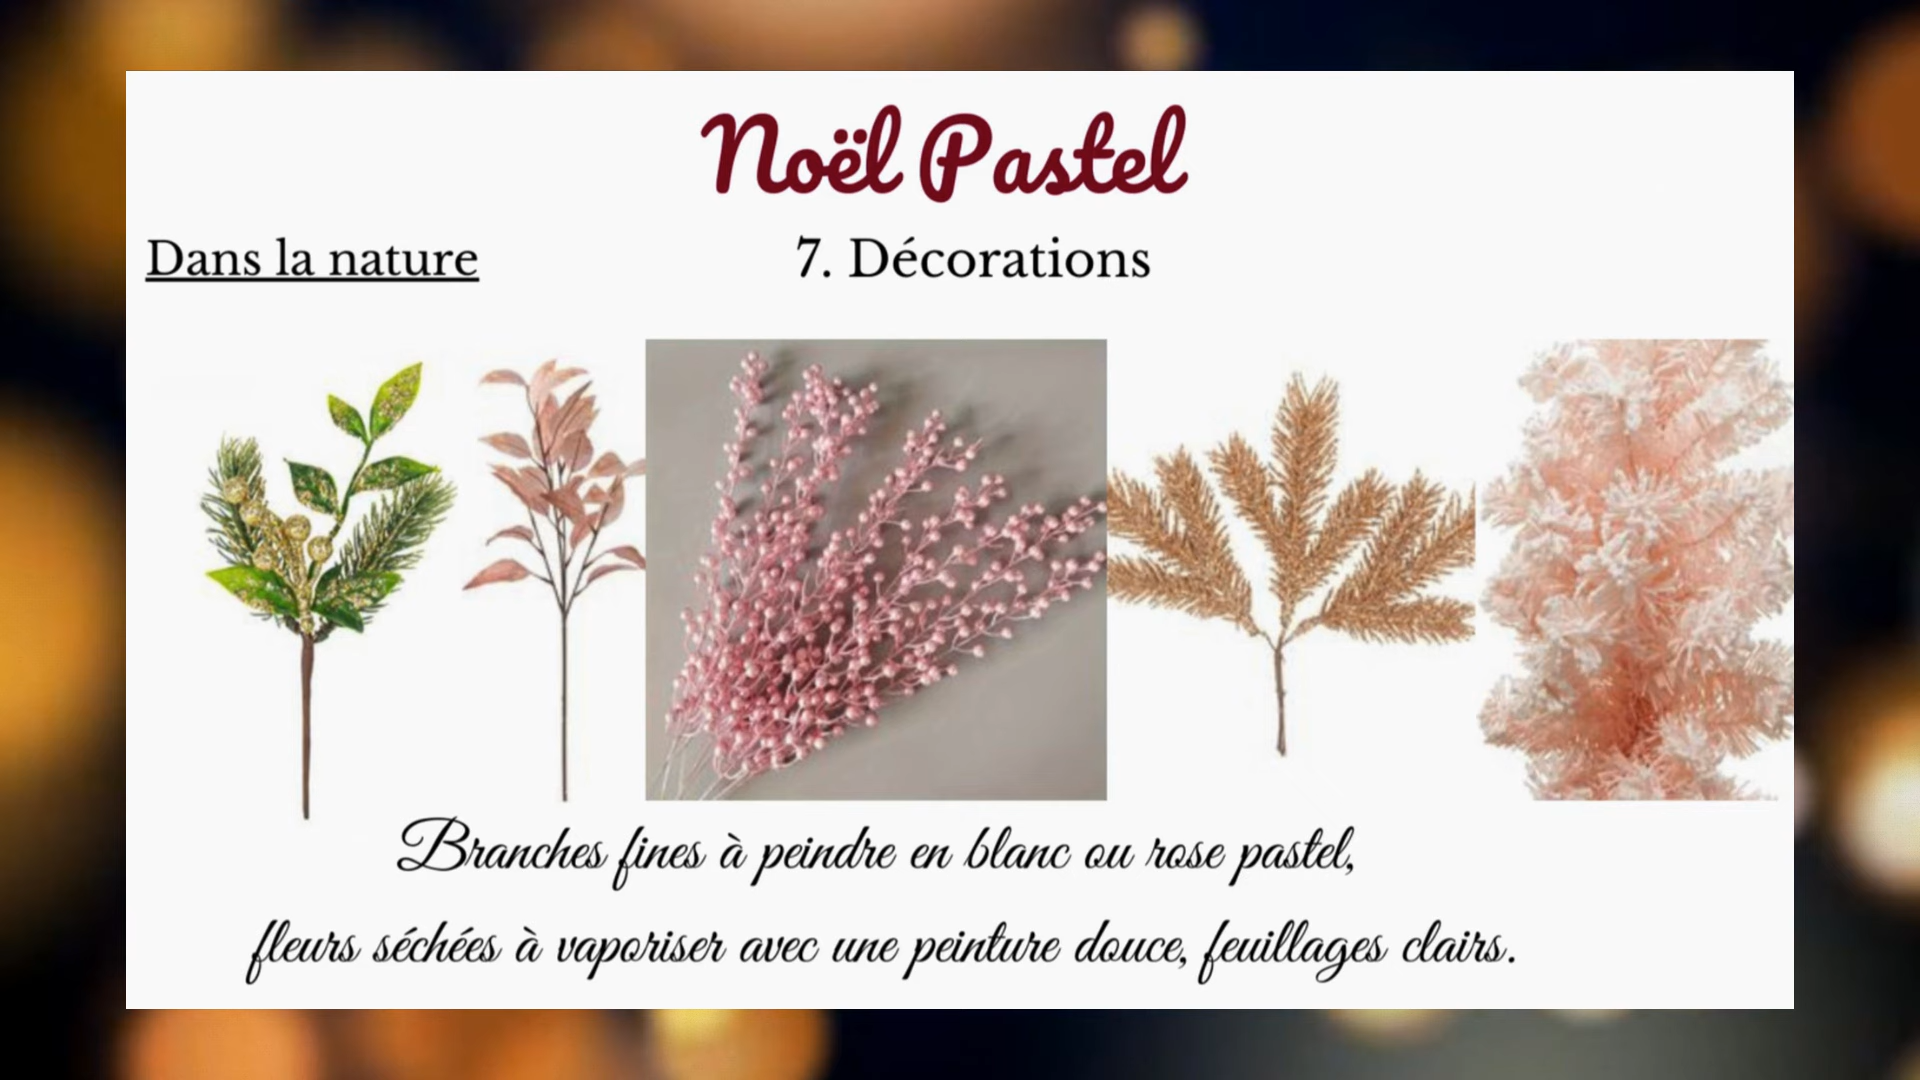 Noël Pastel
Dans la nature
7. Décorations
Branches fines à peindre en blanc ou rose pastel,
fleurs séchées à vaporiser avec une peinture douce, feuillages clairs.